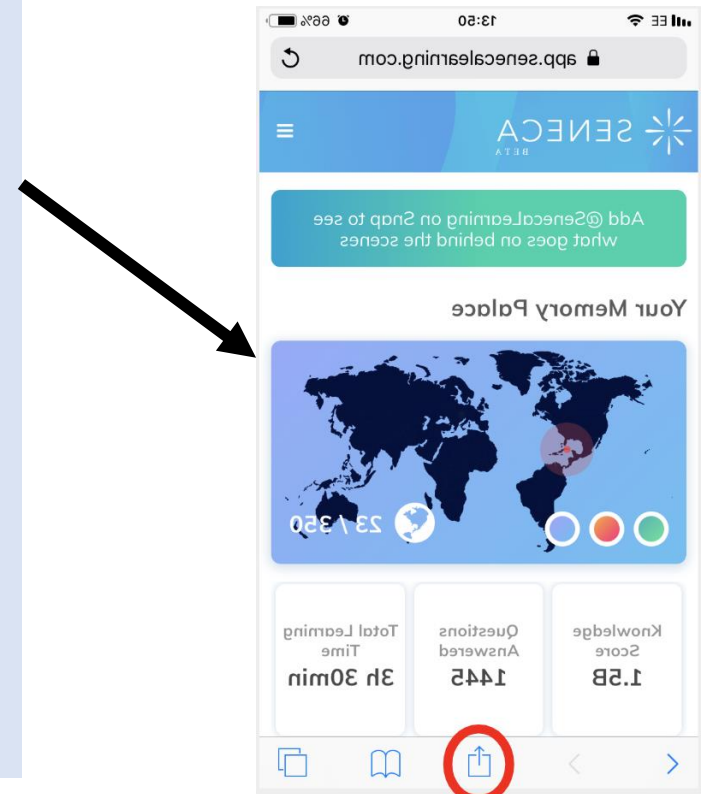 EE 13:50 66%
app.senecalearning.com
SENECA
BETA
Add @SenecaLearning on Snap to see
what goes on behind the scenes
Your Memory Palace
23 / 350
Knowledge
Score
1.5B
Questions
Answered
1445
Total Learning
Time
3h 30min